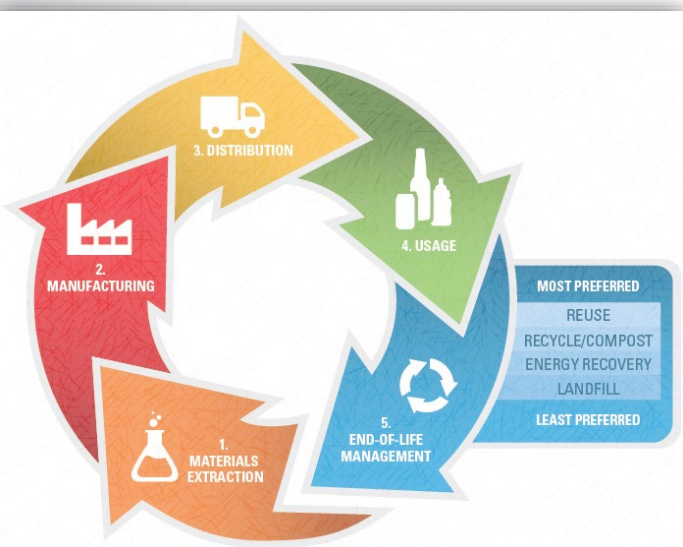 3. DISTRIBUTION
4. USAGE
2.
MANUFACTURING
MOST PREFERRED
REUSE
RECYCLE/COMPOST
ENERGY RECOVERY
LANDFILL
LEAST PREFERRED
5.
END-OF-LIFE
MANAGEMENT
1.
MATERIALS
EXTRACTION